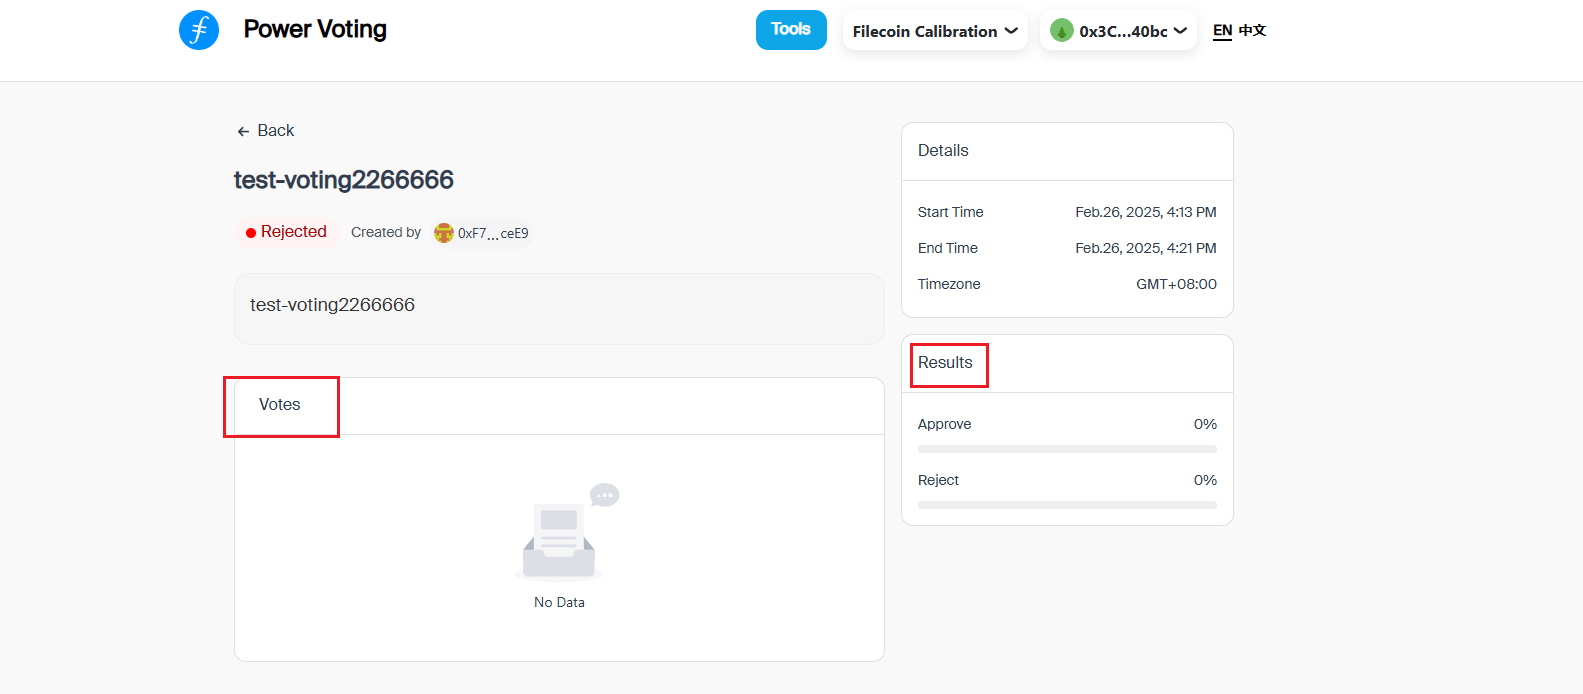 Power Voting
Tools
Filecoin Calibration
0x3C...40bc
EN 中文
Back
test-voting2266666
Rejected Created by 0xF7...ceE9
test-voting2266666
Votes
No Data
Details
Start Time Feb.26, 2025, 4:13 PM
End Time Feb.26, 2025, 4:21 PM
Timezone GMT+08:00
Results
Approve 0%
Reject 0%